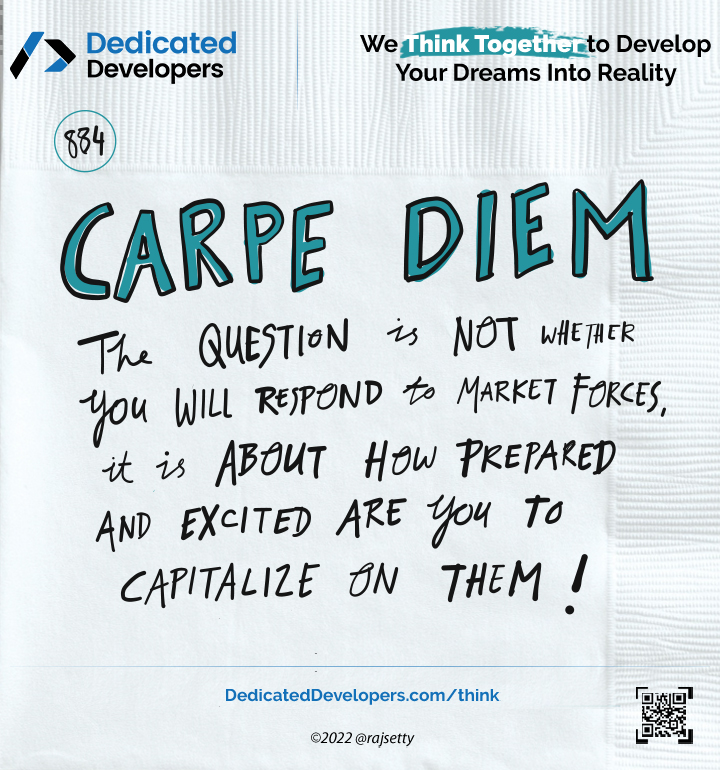 Dedicated
Developers
We Think Together to Develop
Your Dreams Into Reality
884
CARPE DIEM
The QUESTION is NOT WHETHER
you WILL RESPOND to MARKET FORCES,
it is ABOUT HOW PREPARED
AND EXCITED ARE you TO
CAPITALIZE ON THEM!
DedicatedDevelopers.com/think
©2022 @rajsetty